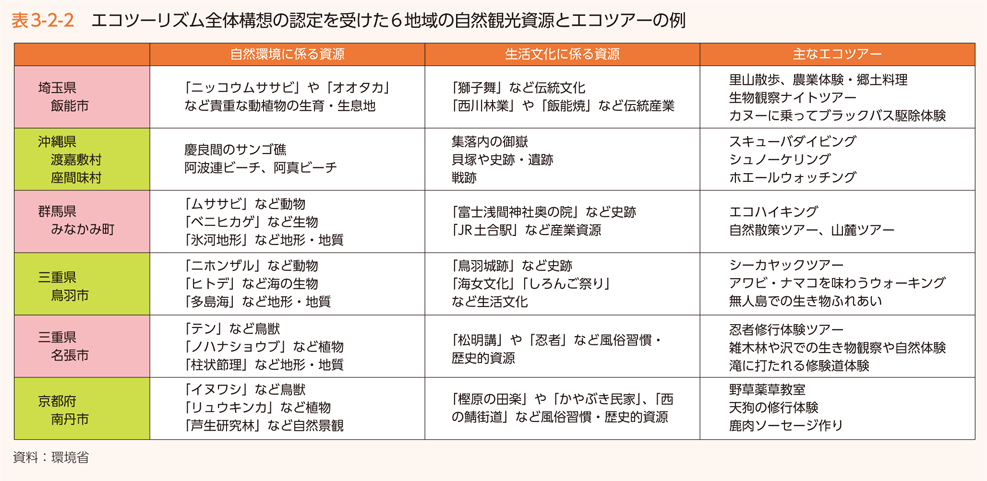 表3-2-2 エコツーリズム全体構想の認定を受けた６地域の自然観光資源とエコツアーの例
自然環境に係る資源
生活文化に係る資源
主なエコツアー
埼玉県
飯能市
「ニッコウムササビ」や「オオタカ」
など貴重な動植物の生育・生息地
「獅子舞」など伝統文化
「西川林業」や「飯能焼」など伝統産業
里山散歩、農業体験・郷土料理
生物観察ナイトツアー
カヌーに乗ってブラックバス駆除体験
沖縄県
渡嘉敷村
座間味村
慶良間のサンゴ礁
阿波連ビーチ、阿真ビーチ
集落内の御嶽
貝塚や史跡・遺跡
戦跡
スキューバダイビング
シュノーケリング
ホエールウォッチング
群馬県
みなかみ町
「ムササビ」など動物
「ベニヒカゲ」など生物
「氷河地形」など地形・地質
「富士浅間神社奥の院」など史跡
「JR土合駅」など産業資源
エコハイキング
自然散策ツアー、山麓ツアー
三重県
鳥羽市
「ニホンザル」など動物
「ヒトデ」など海の生物
「多島海」など地形・地質
「鳥羽城跡」など史跡
「海女文化」「しろんご祭り」
など生活文化
シーカヤックツアー
アワビ・ナマコを味わうウォーキング
無人島での生き物ふれあい
三重県
名張市
「テン」など鳥獣
「ノハナショウブ」など植物
「柱状節理」など地形・地質
「松明講」や「忍者」など風俗習慣・
歴史的資源
忍者修行体験ツアー
雑木林や沢での生き物観察や自然体験
滝に打たれる修験道体験
京都府
南丹市
「イヌワシ」など鳥獣
「リュウキンカ」など植物
「芦生研究林」など自然景観
「樫原の田楽」や「かやぶき民家」、「西
の鯖街道」など風俗習慣・歴史的資源
野草薬草教室
天狗の修行体験
鹿肉ソーセージ作り
資料：環境省